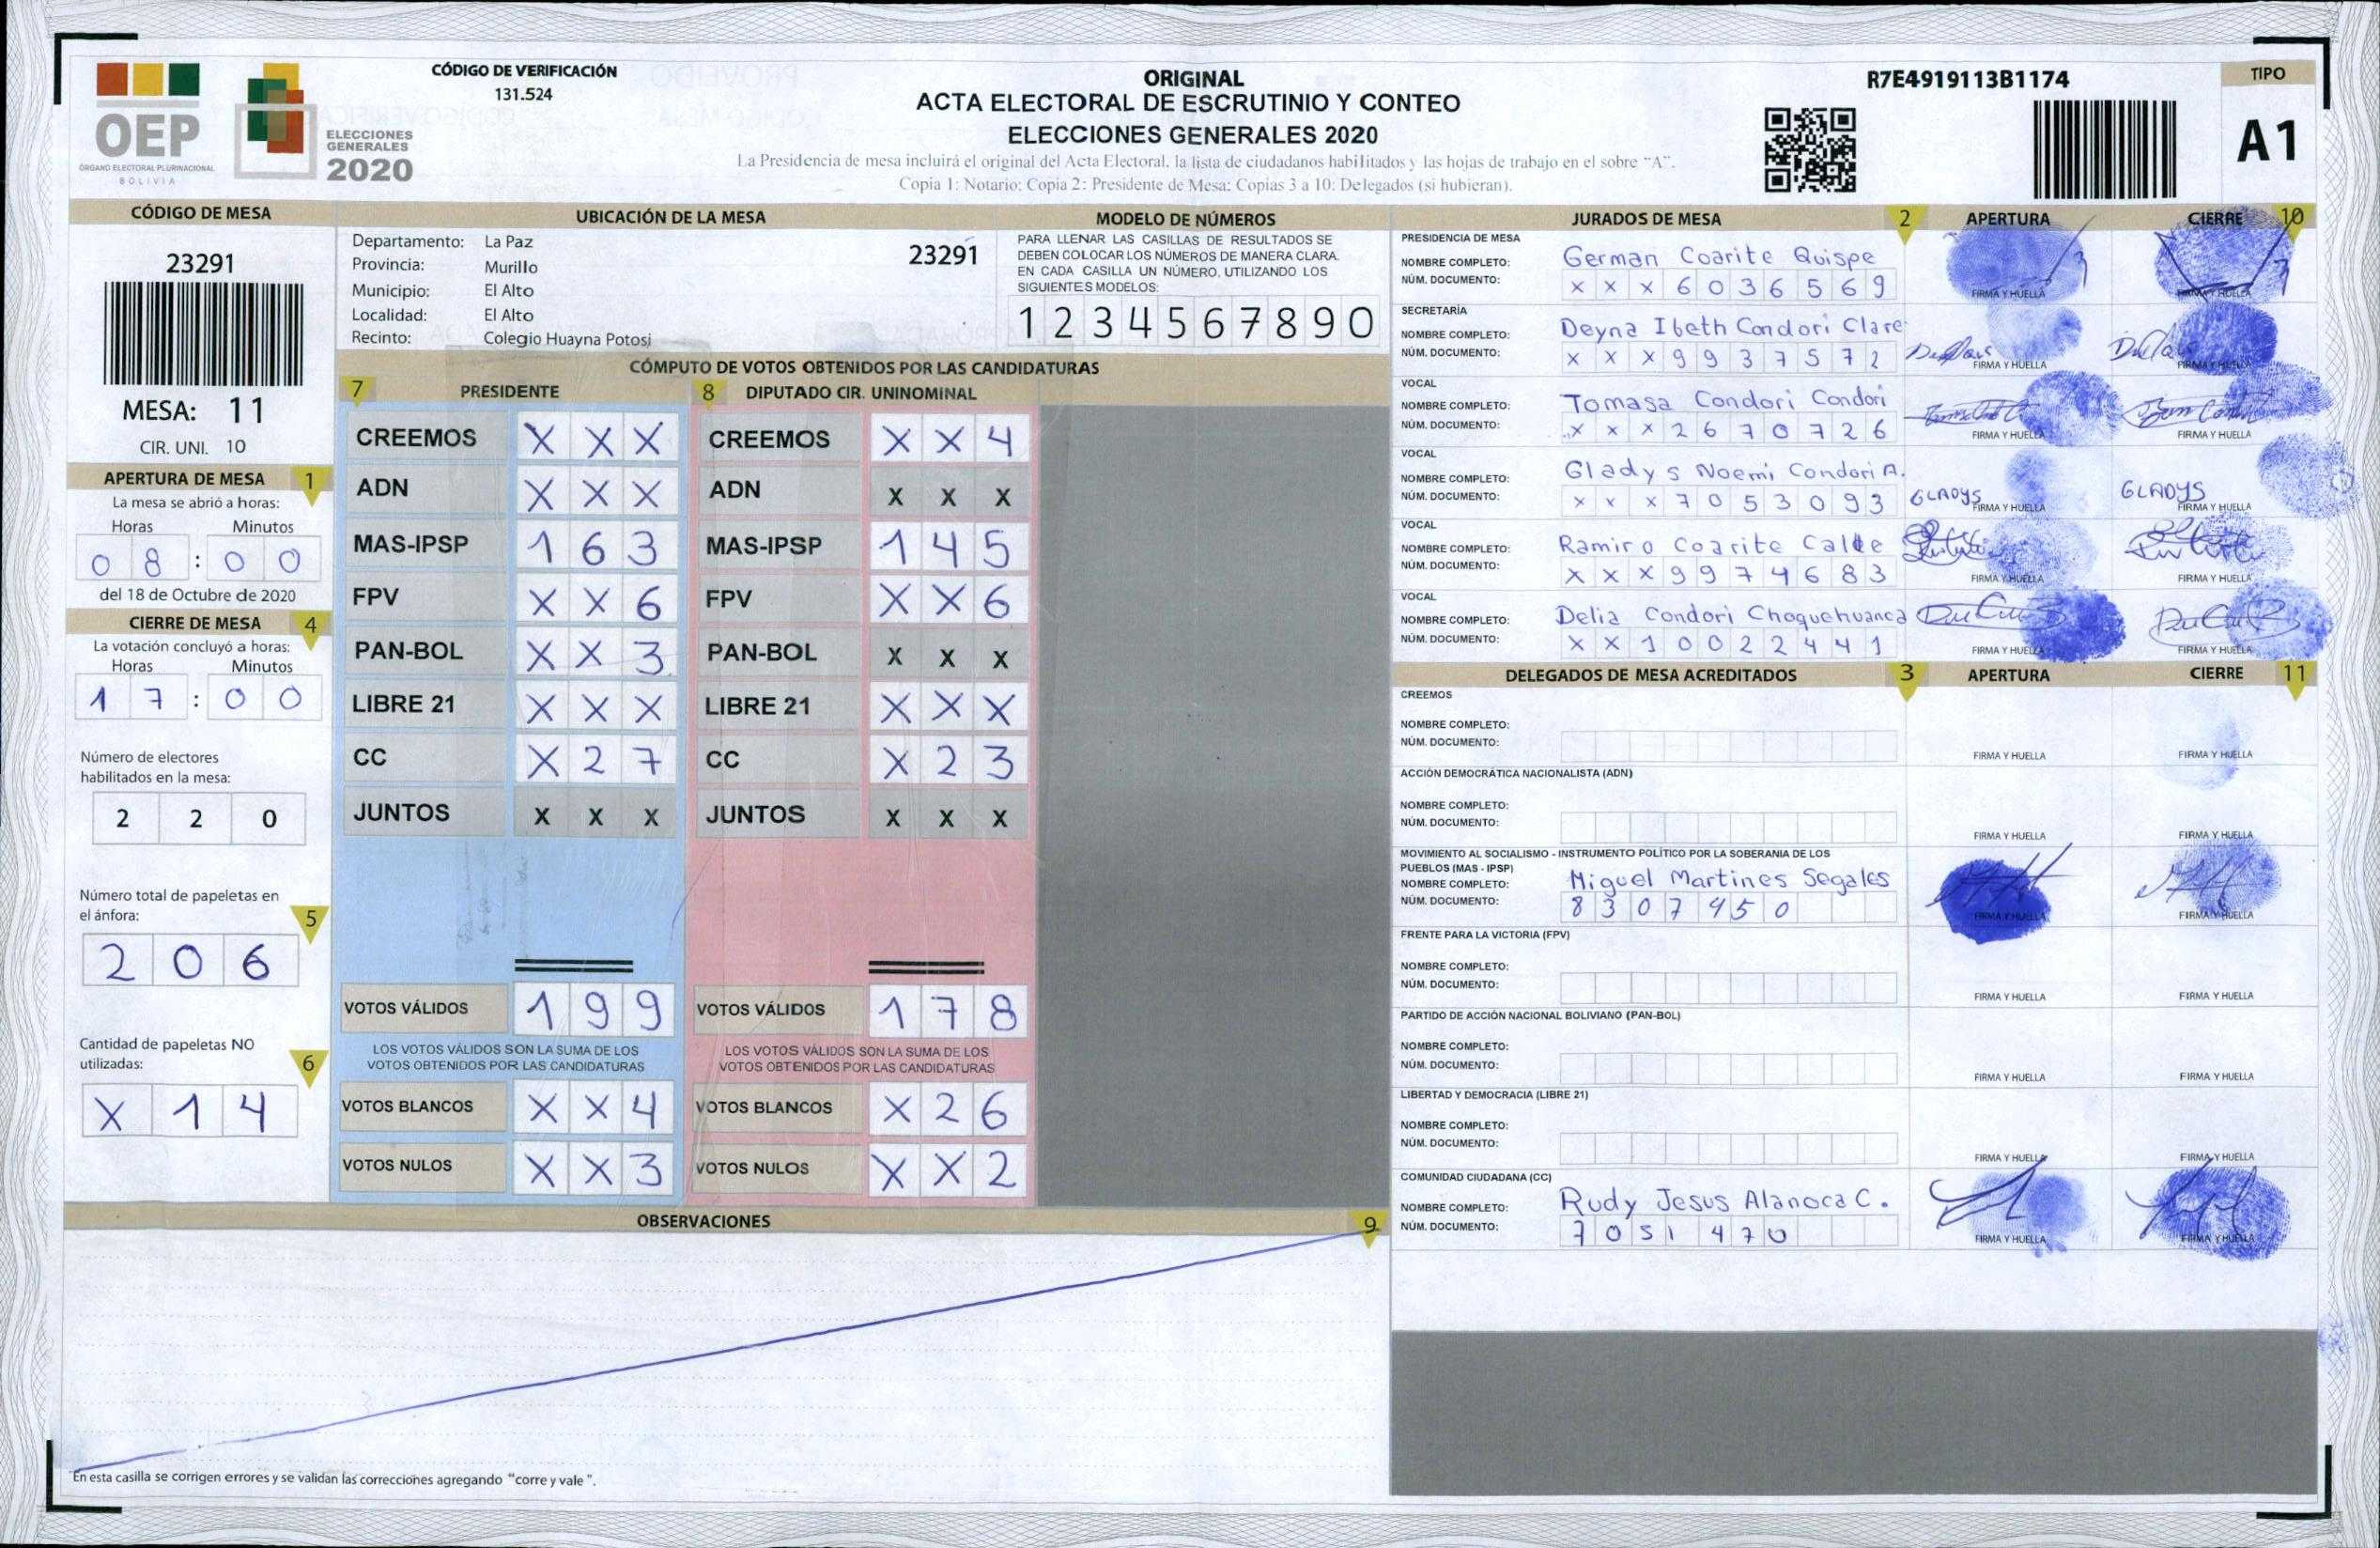 OEP
ÓRGANO ELECTORAL PLURINACIONAL
BOLIVIA
ELECCIONES
GENERALES
2020
CÓDIGO DE VERIFICACIÓN
131.524
ORIGINAL
ACTA ELECTORAL DE ESCRUTINIO Y CONTEO
ELECCIONES GENERALES 2020
La Presidencia de mesa incluirá el original del Acta Electoral, la lista de ciudadanos habilitados y las hojas de trabajo en el sobre "A".
Copia 1: Notario; Copia 2: Presidente de Mesa; Copias 3 a 10: Delegados (si hubieran).
R7E4919113B1174
TIPO
A1
CÓDIGO DE MESA
23291
MESA: 11
CIR. UNI. 10
APERTURA DE MESA 1
La mesa se abrió a horas:
Horas Minutos
0 8 : 0 0
del 18 de Octubre de 2020
CIERRE DE MESA 4
La votación concluyó a horas:
Horas Minutos
1 7 : 0 0
Número de electores
habilitados en la mesa:
2 2 0
Número total de papeletas en
el ánfora: 5
2 0 6
Cantidad de papeletas NO
utilizadas: 6
X 1 4
UBICACIÓN DE LA MESA
Departamento: La Paz
23291
Provincia: Murillo
Municipio: El Alto
Localidad: El Alto
Recinto: Colegio Huayna Potosi
MODELO DE NÚMEROS
PARA LLENAR LAS CASILLAS DE RESULTADOS SE
DEBEN COLOCAR LOS NÚMEROS DE MANERA CLARA.
EN CADA CASILLA UN NÚMERO, UTILIZANDO LOS
SIGUIENTES MODELOS:
1 2 3 4 5 6 7 8 9 0
CÓMPUTO DE VOTOS OBTENIDOS POR LAS CANDIDATURAS
7 PRESIDENTE
8 DIPUTADO CIR. UNINOMINAL
CREEMOS X X X CREEMOS X X 4
ADN X X X ADN X X X
MAS-IPSP 1 6 3 MAS-IPSP 1 4 5
FPV X X 6 FPV X X 6
PAN-BOL X X 3 PAN-BOL X X X
LIBRE 21 X X X LIBRE 21 X X X
CC X 2 7 CC X 2 3
JUNTOS X X X JUNTOS X X X
VOTOS VÁLIDOS 1 9 9 VOTOS VÁLIDOS 1 7 8
LOS VOTOS VÁLIDOS SON LA SUMA DE LOS LOS VOTOS VÁLIDOS SON LA SUMA DE LOS
VOTOS OBTENIDOS POR LAS CANDIDATURAS VOTOS OBTENIDOS POR LAS CANDIDATURAS
VOTOS BLANCOS X X 4 VOTOS BLANCOS X 2 6
VOTOS NULOS X X 3 VOTOS NULOS X X 2
OBSERVACIONES 9
En esta casilla se corrigen errores y se validan las correcciones agregando "corre y vale".
JURADOS DE MESA 2 APERTURA CIERRE 10
PRESIDENCIA DE MESA
NOMBRE COMPLETO: German Coarite Quispe
NÚM. DOCUMENTO: X X X 6 0 3 6 5 6 9
FIRMA Y HUELLA FIRMA Y HUELLA
SECRETARÍA
NOMBRE COMPLETO: Deyna Ibeth Condori Clare
NÚM. DOCUMENTO: X X X 9 9 3 7 5 7 2
FIRMA Y HUELLA FIRMA Y HUELLA
VOCAL
NOMBRE COMPLETO: Tomasa Condori Condori
NÚM. DOCUMENTO: X X X 2 6 7 0 7 2 6
FIRMA Y HUELLA FIRMA Y HUELLA
VOCAL
NOMBRE COMPLETO: Gladys Noemi Condori A.
NÚM. DOCUMENTO: X X X 7 0 5 3 0 9 3
GLADYS GLADYS
FIRMA Y HUELLA FIRMA Y HUELLA
VOCAL
NOMBRE COMPLETO: Ramiro Coarite Calle
NÚM. DOCUMENTO: X X X 9 9 7 4 6 8 3
FIRMA Y HUELLA FIRMA Y HUELLA
VOCAL
NOMBRE COMPLETO: Delia Condori Choquehuanca
NÚM. DOCUMENTO: X X 1 0 0 2 2 4 4 1
FIRMA Y HUELLA FIRMA Y HUELLA
DELEGADOS DE MESA ACREDITADOS 3 APERTURA CIERRE 11
CREEMOS
NOMBRE COMPLETO:
NÚM. DOCUMENTO:
FIRMA Y HUELLA FIRMA Y HUELLA
ACCIÓN DEMOCRÁTICA NACIONALISTA (ADN)
NOMBRE COMPLETO:
NÚM. DOCUMENTO:
FIRMA Y HUELLA FIRMA Y HUELLA
MOVIMIENTO AL SOCIALISMO - INSTRUMENTO POLÍTICO POR LA SOBERANIA DE LOS
PUEBLOS (MAS - IPSP)
NOMBRE COMPLETO: Miguel Martines Segales
NÚM. DOCUMENTO: 8 3 0 7 4 5 0
FIRMA Y HUELLA FIRMA Y HUELLA
FRENTE PARA LA VICTORIA (FPV)
NOMBRE COMPLETO:
NÚM. DOCUMENTO:
FIRMA Y HUELLA FIRMA Y HUELLA
PARTIDO DE ACCIÓN NACIONAL BOLIVIANO (PAN-BOL)
NOMBRE COMPLETO:
NÚM. DOCUMENTO:
FIRMA Y HUELLA FIRMA Y HUELLA
LIBERTAD Y DEMOCRACIA (LIBRE 21)
NOMBRE COMPLETO:
NÚM. DOCUMENTO:
FIRMA Y HUELLA FIRMA Y HUELLA
COMUNIDAD CIUDADANA (CC)
NOMBRE COMPLETO: Rudy Jesus Alanoca C.
NÚM. DOCUMENTO: 7 0 5 1 4 7 0
FIRMA Y HUELLA FIRMA Y HUELLA